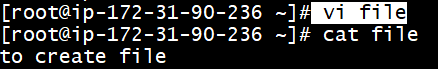 [root@ip-172-31-90-236 ~]# vi file
[root@ip-172-31-90-236 ~]# cat file
to create file